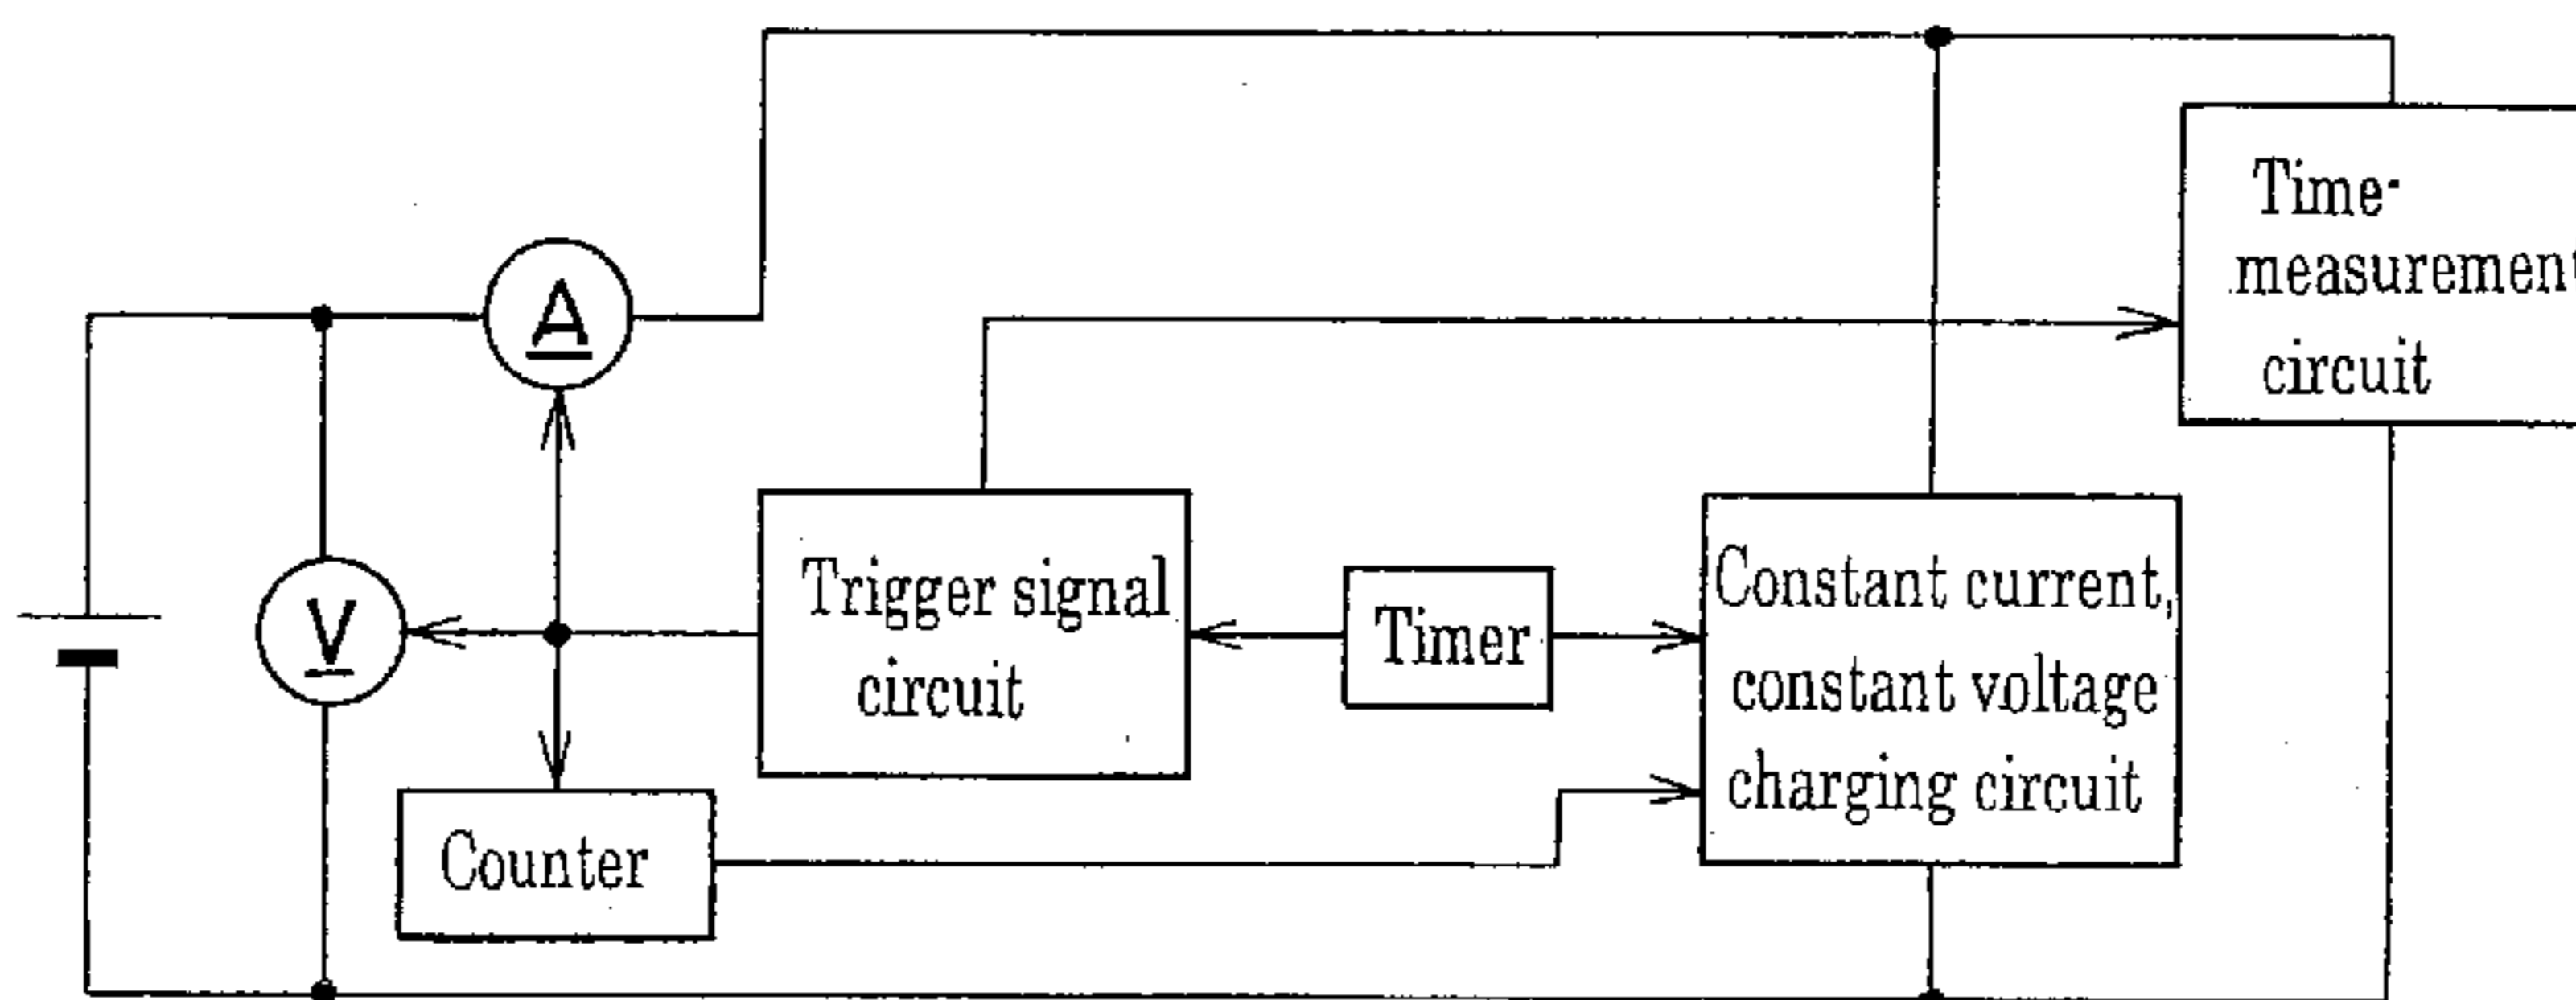 Time-
measurement
circuit
A
Trigger signal
circuit
V
Timer
Constant current,
constant voltage
charging circuit
Counter